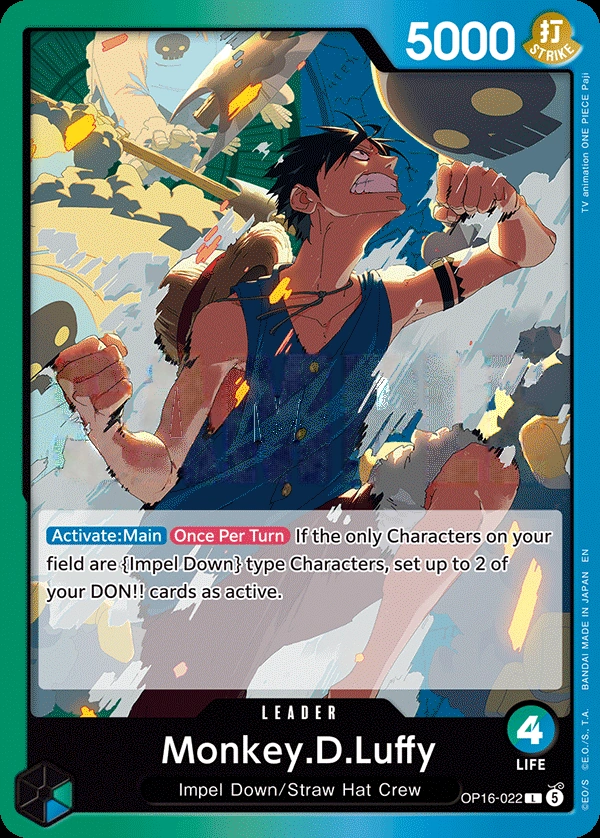 5000
打
STRIKE
TV animation ONE PIECE Paji
Activate:Main Once Per Turn If the only Characters on your
field are {Impel Down} type Characters, set up to 2 of
your DON!! cards as active.
LEADER
Monkey.D.Luffy
Impel Down/Straw Hat Crew
4
LIFE
OP16-022 L 5
©EO/S ©E.O./S., T.A. BANDAI MADE IN JAPAN EN